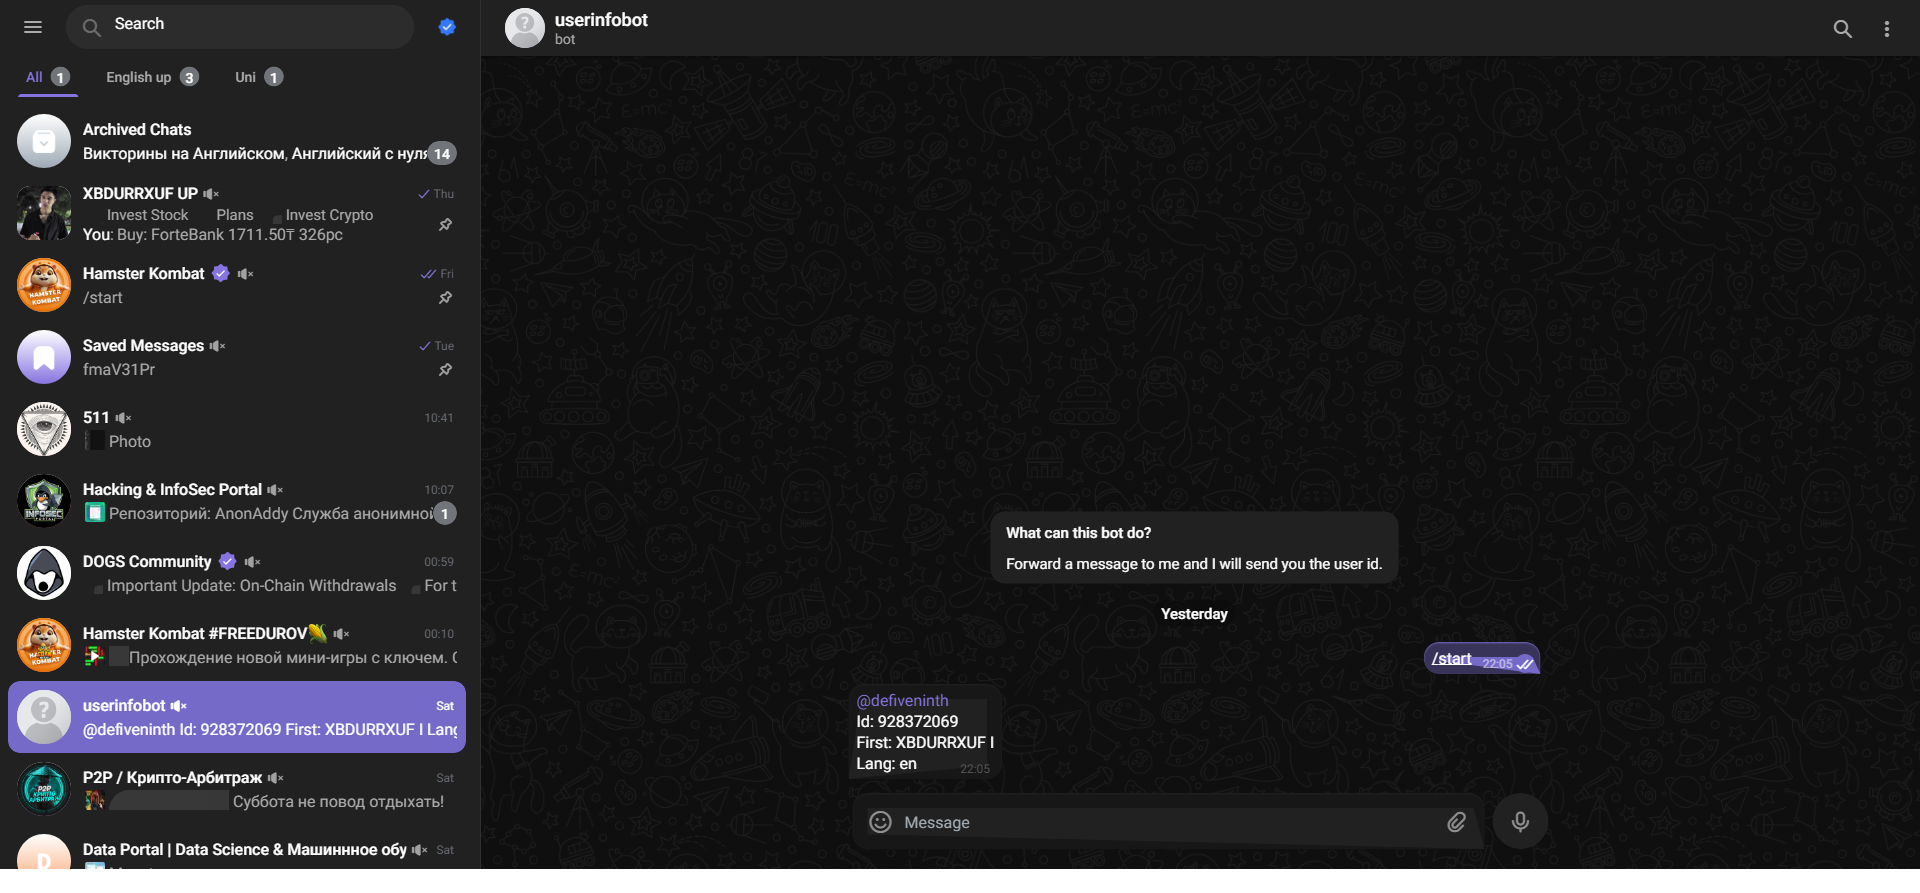 Search
All 1
English up 3
Uni 1
Archived Chats
Викторины на Английском, Английский с нуля 14
XBDURRXUF UP Thu
Invest Stock Plans Invest Crypto
You: Buy: ForteBank 1711.50₸ 326pc
Hamster Kombat Fri
/start
Saved Messages Tue
fmaV31Pr
511 10:41
Photo
Hacking & InfoSec Portal 10:07
Репозиторий: AnonAddy Служба анонимной 1
DOGS Community 00:59
Important Update: On-Chain Withdrawals For t
Hamster Kombat #FREEDUROV🌽 00:10
Прохождение новой мини-игры с ключем.
userinfobot Sat
@defiveninth Id: 928372069 First: XBDURRXUF I Lang
P2P / Крипто-Арбитраж Sat
Суббота не повод отдыхать!
Data Portal | Data Science & Машиннное обу Sat
userinfobot
bot
What can this bot do?
Forward a message to me and I will send you the user id.
Yesterday
/start 22:05
@defiveninth
Id: 928372069
First: XBDURRXUF I
Lang: en 22:05
Message